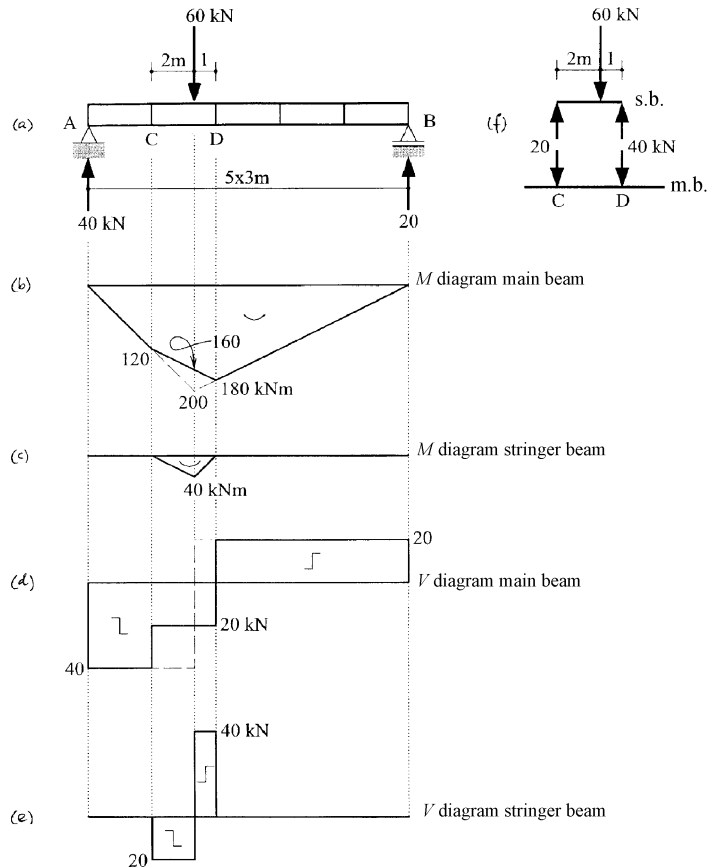 60 kN
2m 1
(a) A B
C D
5x3m
40 kN 20
60 kN
2m 1
s.b.
(f)
20 40 kN
m.b.
C D
(b) M diagram main beam
160
120
180 kNm
200
(c) M diagram stringer beam
40 kNm
20
(d) V diagram main beam
20 kN
40
40 kN
(e) V diagram stringer beam
20